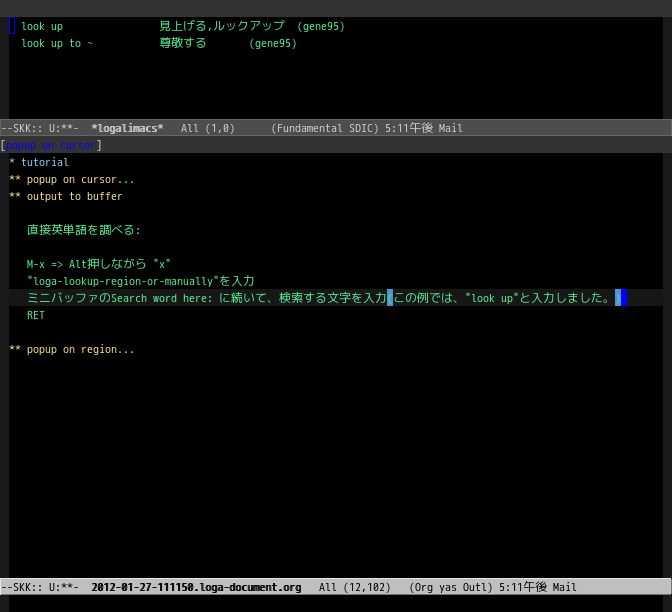 look up 見上げる,ルックアップ (gene95)
look up to ~ 尊敬する (gene95)
--SKK:: U:**- *logalimacs* All (1,0) (Fundamental SDIC) 5:11午後 Mail
[popup on cursor]
* tutorial
** popup on cursor...
** output to buffer
直接英単語を調べる:
M-x => Alt押しながら "x"
"loga-lookup-region-or-manually"を入力
ミニバッファのSearch word here: に続いて、検索する文字を入力(この例では、"look up"と入力しました。)
RET
** popup on region...
--SKK:: U:**- 2012-01-27-111150.loga-document.org All (12,102) (Org yas Outl) 5:11午後 Mail